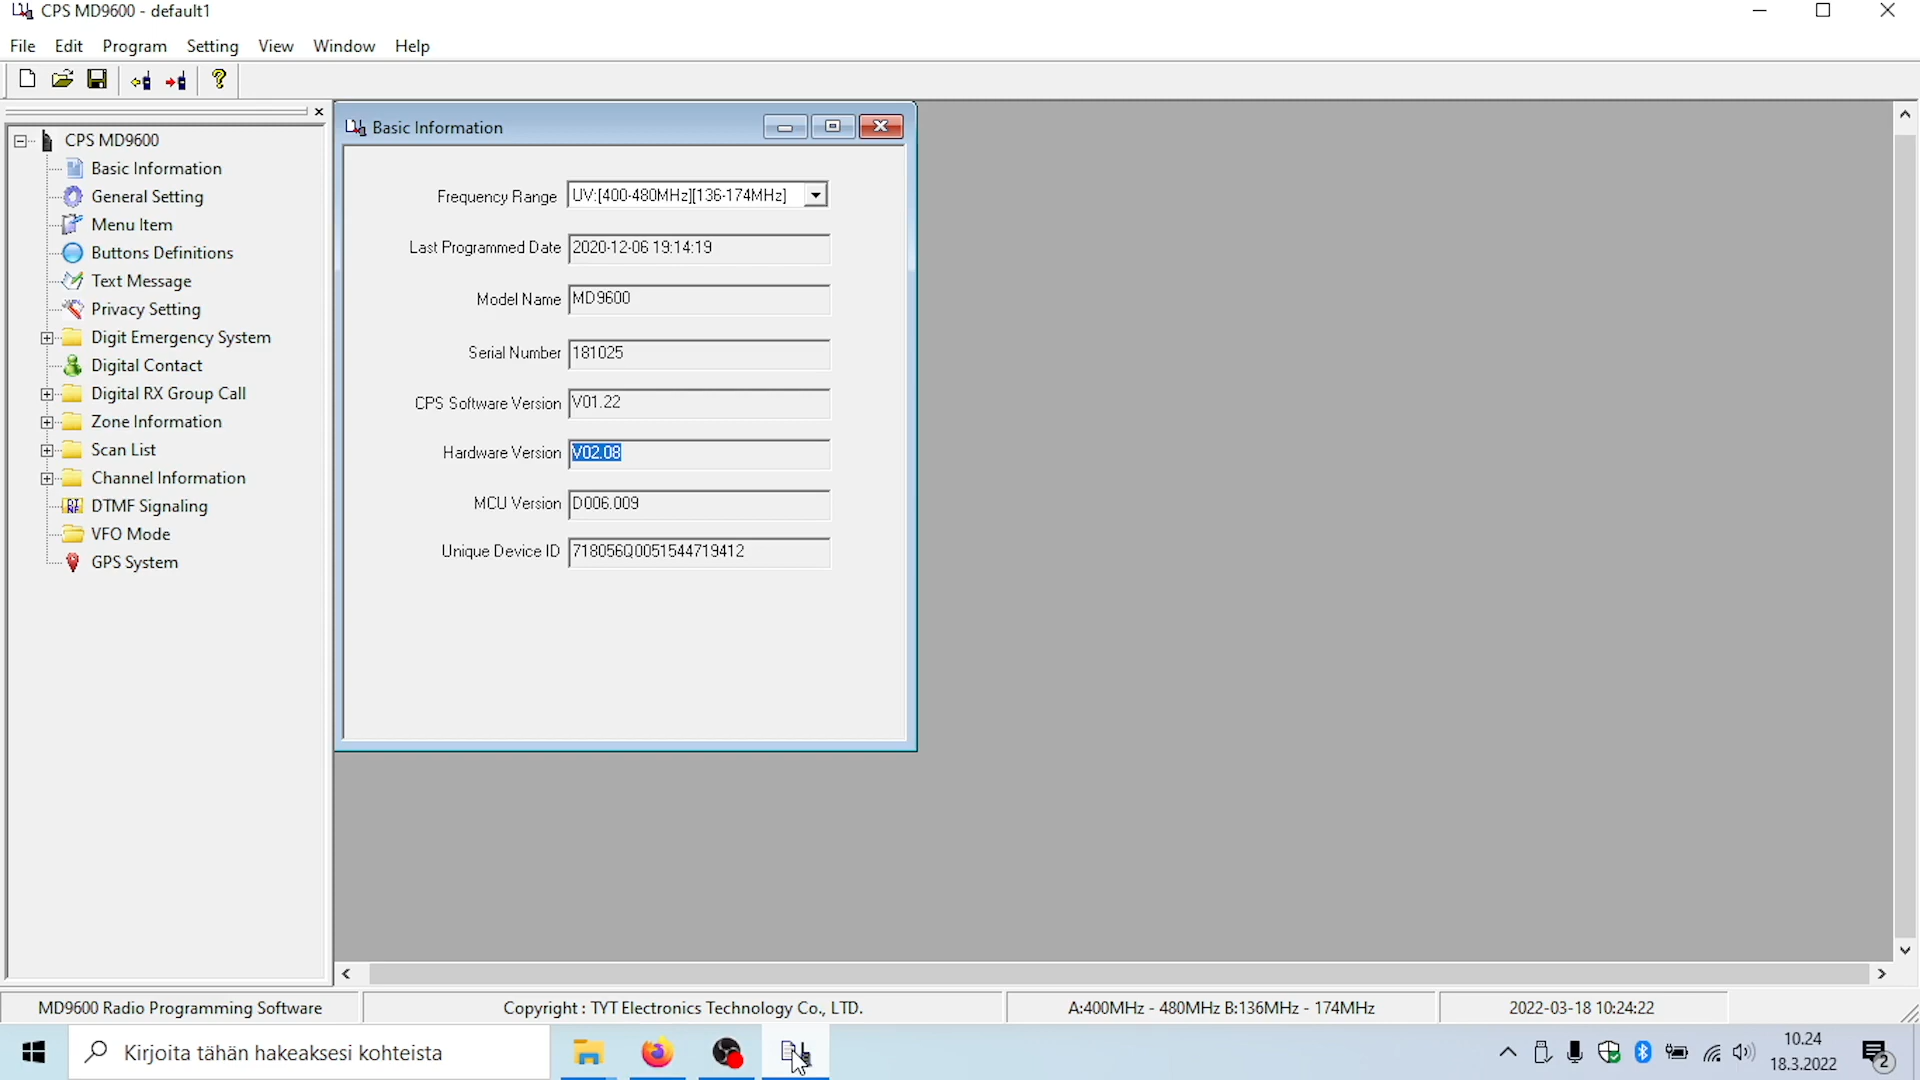 CPS MD9600 - default1
File Edit Program Setting View Window Help
CPS MD9600
Basic Information
General Setting
Menu Item
Buttons Definitions
Text Message
Privacy Setting
Digit Emergency System
Digital Contact
Digital RX Group Call
Zone Information
Scan List
Channel Information
DTMF Signaling
VFO Mode
GPS System
Basic Information
Frequency Range UV:[400-480MHz][136-174MHz]
Last Programmed Date 2020-12-06 19:14:19
Model Name MD9600
Serial Number 181025
CPS Software Version V01.22
Hardware Version V02.08
MCU Version D006.009
Unique Device ID 718056Q0051544719412
MD9600 Radio Programming Software
Copyright : TYT Electronics Technology Co., LTD.
A:400MHz - 480MHz B:136MHz - 174MHz
2022-03-18 10:24:22
Kirjoita tähän hakeaksesi kohteista
10.24
18.3.2022
2